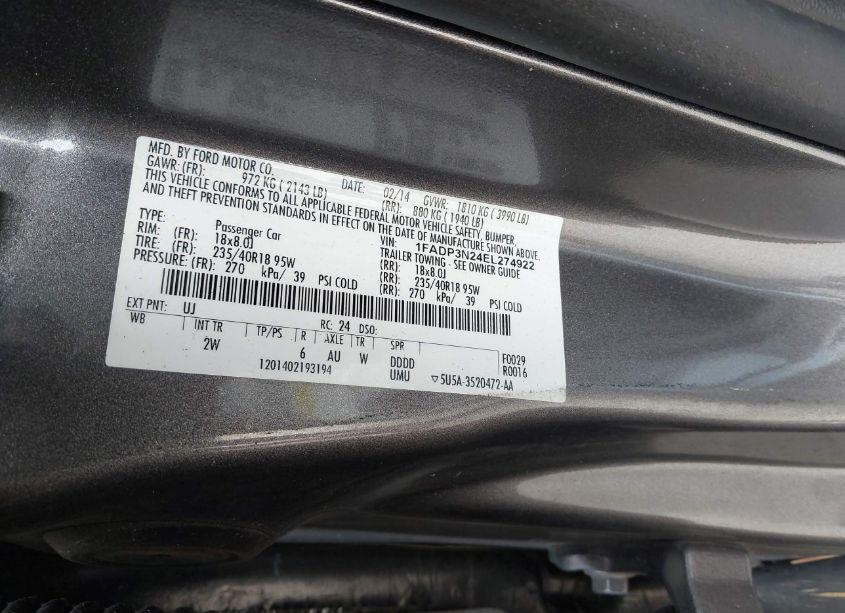 MFD. BY FORD MOTOR CO.
DATE: 02/14 GVWR: 1810 KG ( 3990 LB)
GAWR: (FR): 972 KG ( 2143 LB) (RR): 880 KG ( 1940 LB)
THIS VEHICLE CONFORMS TO ALL APPLICABLE FEDERAL MOTOR VEHICLE SAFETY, BUMPER,
AND THEFT PREVENTION STANDARDS IN EFFECT ON THE DATE OF MANUFACTURE SHOWN ABOVE.
VIN: 1FADP3N24EL274922
TYPE: Passenger Car TRAILER TOWING - SEE OWNER GUIDE
RIM: (FR): 18x8.0J (RR): 18x8.0J
TIRE: (FR): 235/40R18 95W (RR): 235/40R18 95W
PRESSURE: (FR): 270 kPa/ 39 PSI COLD (RR): 270 kPa/ 39 PSI COLD
EXT PNT: UJ RC: 24 DSO:
WB INT TR TP/PS R AXLE TR SPR
2W 6 AU W DDDD F0029
1201402193194 UMU R0016
▽5U5A-3520472-AA